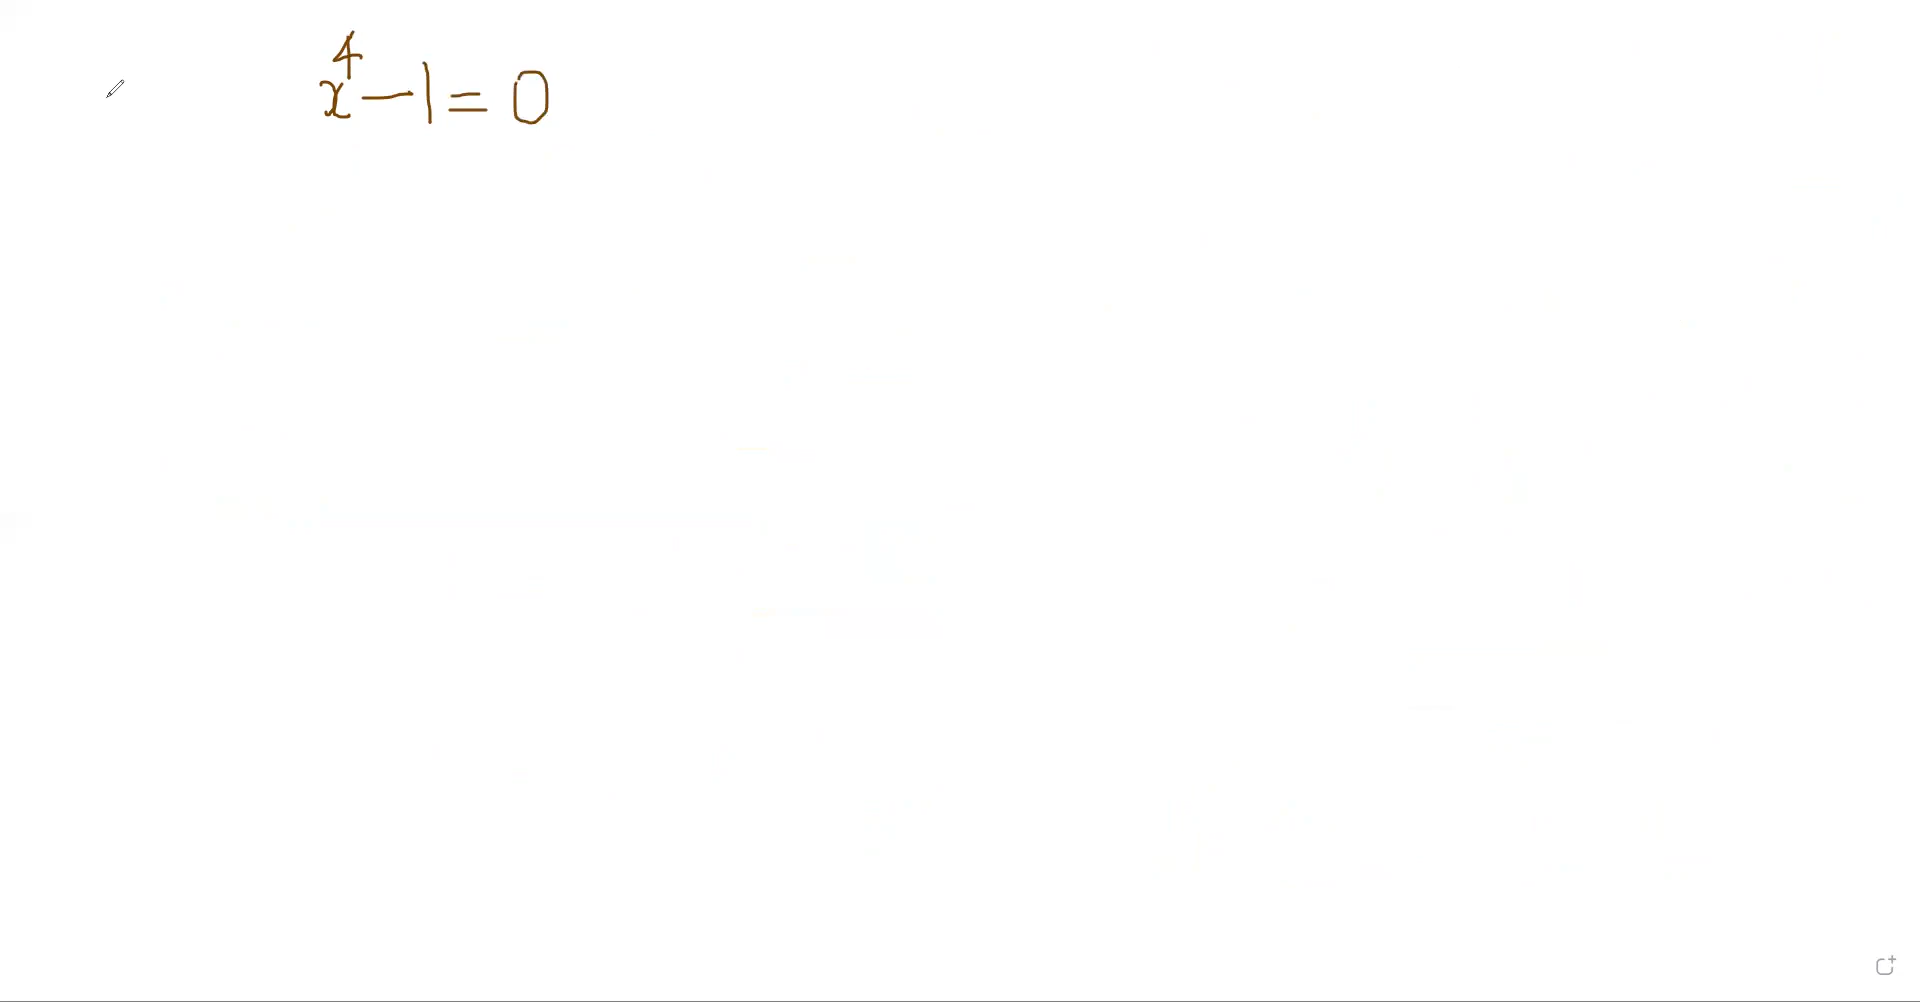 x⁴ − 1 = 0